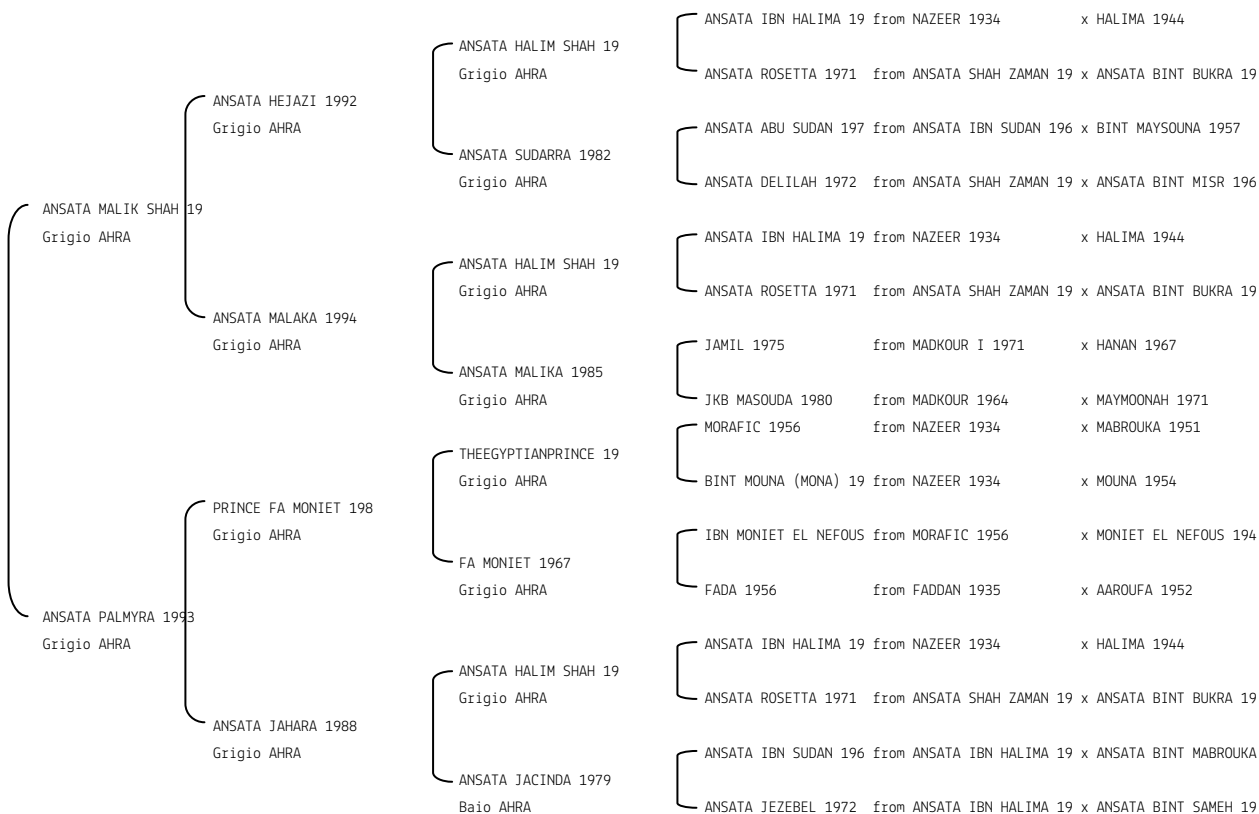 ANSATA IBN HALIMA 19 from NAZEER 1934 x HALIMA 1944
ANSATA HALIM SHAH 19
Grigio AHRA
ANSATA ROSETTA 1971 from ANSATA SHAH ZAMAN 19 x ANSATA BINT BUKRA 19
ANSATA HEJAZI 1992
Grigio AHRA
ANSATA ABU SUDAN 197 from ANSATA IBN SUDAN 196 x BINT MAYSOUNA 1957
ANSATA SUDARRA 1982
Grigio AHRA
ANSATA DELILAH 1972 from ANSATA SHAH ZAMAN 19 x ANSATA BINT MISR 196
ANSATA MALIK SHAH 19
Grigio AHRA
ANSATA IBN HALIMA 19 from NAZEER 1934 x HALIMA 1944
ANSATA HALIM SHAH 19
Grigio AHRA
ANSATA ROSETTA 1971 from ANSATA SHAH ZAMAN 19 x ANSATA BINT BUKRA 19
ANSATA MALAKA 1994
Grigio AHRA
JAMIL 1975 from MADKOUR I 1971 x HANAN 1967
ANSATA MALIKA 1985
Grigio AHRA
JKB MASOUDA 1980 from MADKOUR 1964 x MAYMOONAH 1971
MORAFIC 1956 from NAZEER 1934 x MABROUKA 1951
THEEGYPTIANPRINCE 19
Grigio AHRA
BINT MOUNA (MONA) 19 from NAZEER 1934 x MOUNA 1954
PRINCE FA MONIET 198
Grigio AHRA
IBN MONIET EL NEFOUS from MORAFIC 1956 x MONIET EL NEFOUS 194
FA MONIET 1967
Grigio AHRA
FADA 1956 from FADDAN 1935 x AAROUFA 1952
ANSATA PALMYRA 1993
Grigio AHRA
ANSATA IBN HALIMA 19 from NAZEER 1934 x HALIMA 1944
ANSATA HALIM SHAH 19
Grigio AHRA
ANSATA ROSETTA 1971 from ANSATA SHAH ZAMAN 19 x ANSATA BINT BUKRA 19
ANSATA JAHARA 1988
Grigio AHRA
ANSATA IBN SUDAN 196 from ANSATA IBN HALIMA 19 x ANSATA BINT MABROUKA
ANSATA JACINDA 1979
Baio AHRA
ANSATA JEZEBEL 1972 from ANSATA IBN HALIMA 19 x ANSATA BINT SAMEH 19